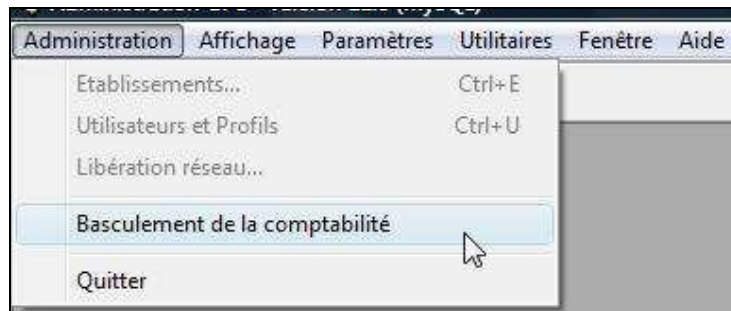 Administration Affichage Paramètres Utilitaires Fenêtre Aide
Etablissements... Ctrl+E
Utilisateurs et Profils Ctrl+U
Libération réseau...
Basculement de la comptabilité
Quitter